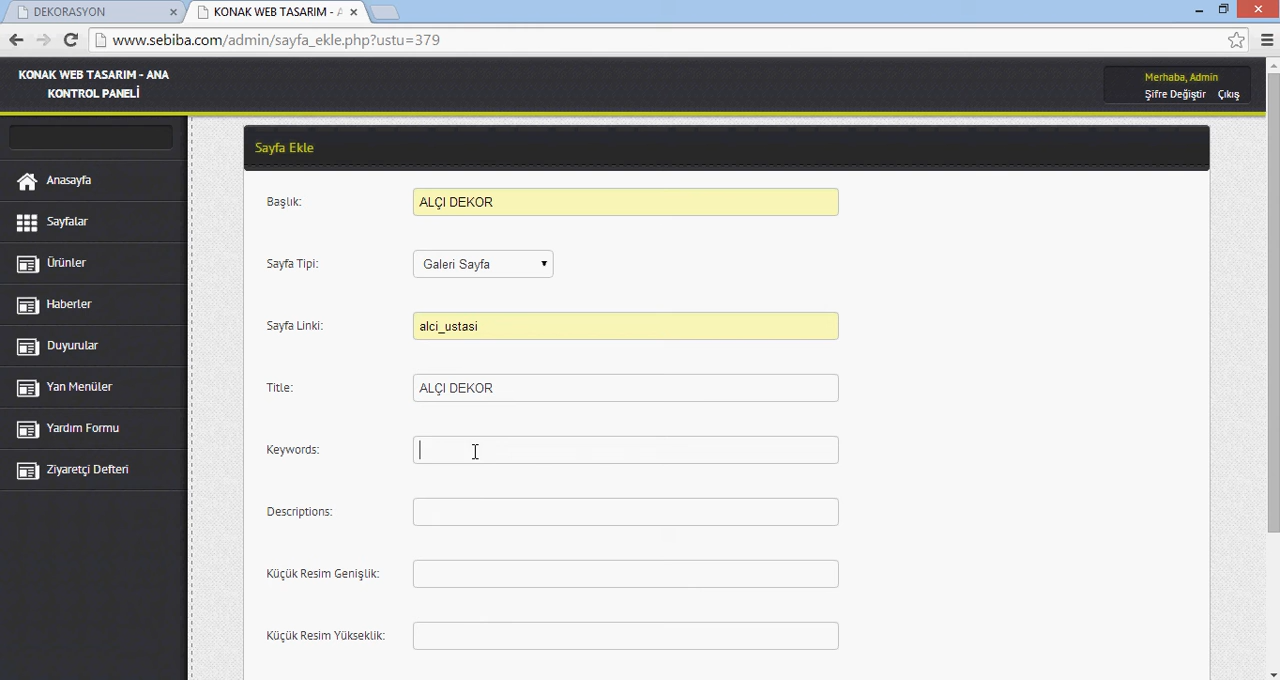 DEKORASYON
KONAK WEB TASARIM - A
www.sebiba.com/admin/sayfa_ekle.php?ustu=379
KONAK WEB TASARIM - ANA
KONTROL PANELİ
Merhaba, Admin
Şifre Değiştir Çıkış
Anasayfa
Sayfalar
Ürünler
Haberler
Duyurular
Yan Menüler
Yardım Formu
Ziyaretçi Defteri
Sayfa Ekle
Başlık: ALÇI DEKOR
Sayfa Tipi: Galeri Sayfa
Sayfa Linki: alci_ustasi
Title: ALÇI DEKOR
Keywords:
Descriptions:
Küçük Resim Genişlik:
Küçük Resim Yükseklik: